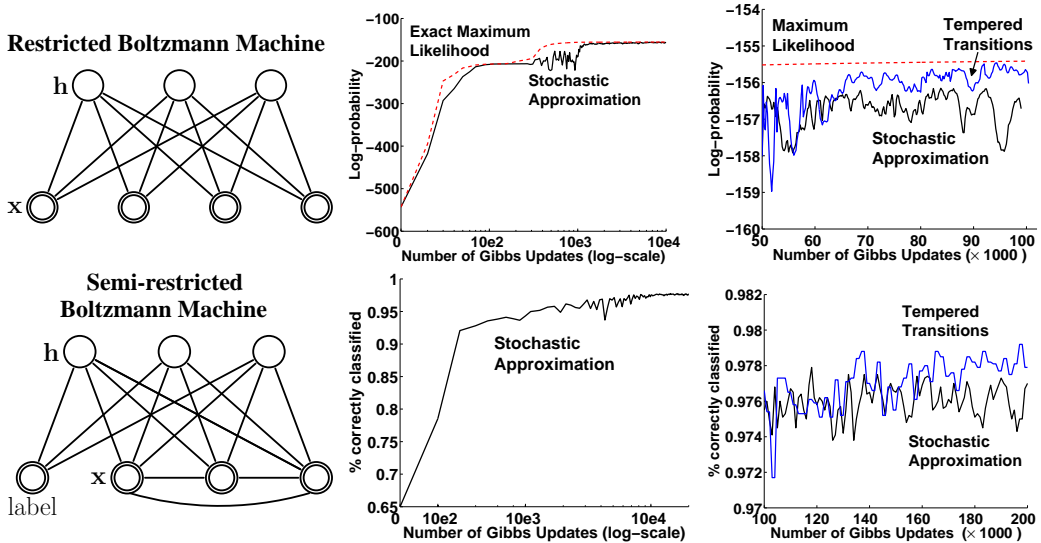 Restricted Boltzmann Machine
h
x
−100
−200
−300
−400
−500
−600
Log−probability
Exact Maximum
Likelihood
Stochastic
Approximation
0
10e2
10e3
10e4
Number of Gibbs Updates (log−scale)
−154
−155
−156
−157
−158
−159
−160
Log−probability
Maximum
Likelihood
Tempered
Transitions
Stochastic
Approximation
50
60
70
80
90
100
Number of Gibbs Updates (× 1000 )
Semi-restricted
Boltzmann Machine
h
x
label
1
0.95
0.9
0.85
0.8
0.75
0.7
0.65
% correctly classified
Stochastic
Approximation
0
10e2
10e3
10e4
Number of Gibbs Updates (log−scale)
0.982
0.98
0.978
0.976
0.974
0.972
0.97
% correctly classified
Tempered
Transitions
Stochastic
Approximation
100
120
140
160
180
200
Number of Gibbs Updates (× 1000 )